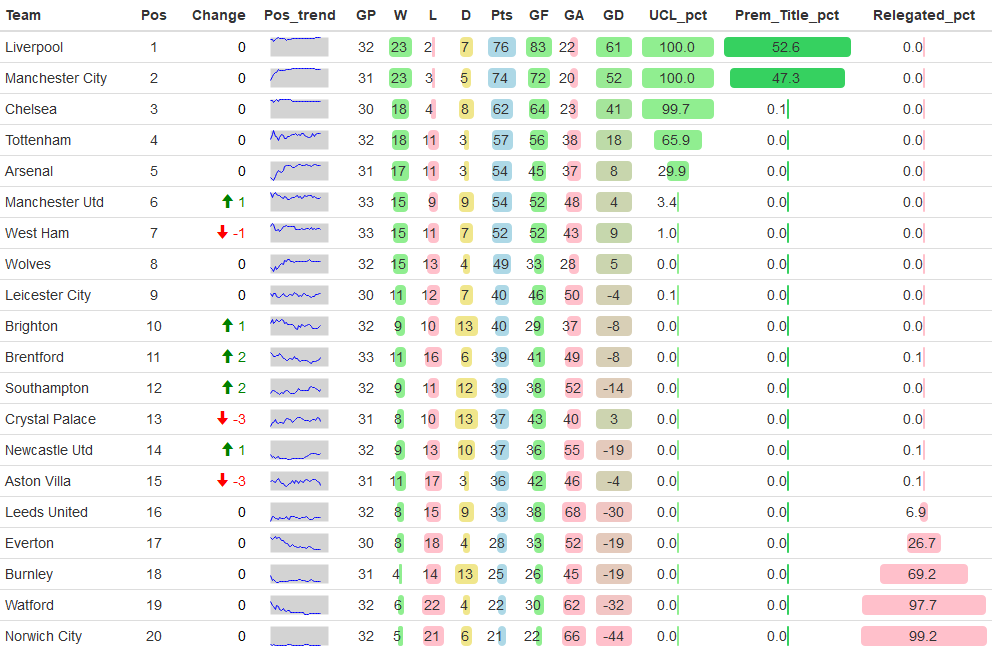 Team Pos Change Pos_trend GP W L D Pts GF GA GD UCL_pct Prem_Title_pct Relegated_pct
Liverpool 1 0 32 23 2 7 76 83 22 61 100.0 52.6 0.0
Manchester City 2 0 31 23 3 5 74 72 20 52 100.0 47.3 0.0
Chelsea 3 0 30 18 4 8 62 64 23 41 99.7 0.1 0.0
Tottenham 4 0 32 18 11 3 57 56 38 18 65.9 0.0 0.0
Arsenal 5 0 31 17 11 3 54 45 37 8 29.9 0.0 0.0
Manchester Utd 6 1 33 15 9 9 54 52 48 4 3.4 0.0 0.0
West Ham 7 -1 33 15 11 7 52 52 43 9 1.0 0.0 0.0
Wolves 8 0 32 15 13 4 49 33 28 5 0.0 0.0 0.0
Leicester City 9 0 30 11 12 7 40 46 50 -4 0.1 0.0 0.0
Brighton 10 1 32 9 10 13 40 29 37 -8 0.0 0.0 0.0
Brentford 11 2 33 11 16 6 39 41 49 -8 0.0 0.0 0.1
Southampton 12 2 32 9 11 12 39 38 52 -14 0.0 0.0 0.0
Crystal Palace 13 -3 31 8 10 13 37 43 40 3 0.0 0.0 0.0
Newcastle Utd 14 1 32 9 13 10 37 36 55 -19 0.0 0.0 0.1
Aston Villa 15 -3 31 11 17 3 36 42 46 -4 0.0 0.0 0.1
Leeds United 16 0 32 8 15 9 33 38 68 -30 0.0 0.0 6.9
Everton 17 0 30 8 18 4 28 33 52 -19 0.0 0.0 26.7
Burnley 18 0 31 4 14 13 25 26 45 -19 0.0 0.0 69.2
Watford 19 0 32 6 22 4 22 30 62 -32 0.0 0.0 97.7
Norwich City 20 0 32 5 21 6 21 22 66 -44 0.0 0.0 99.2